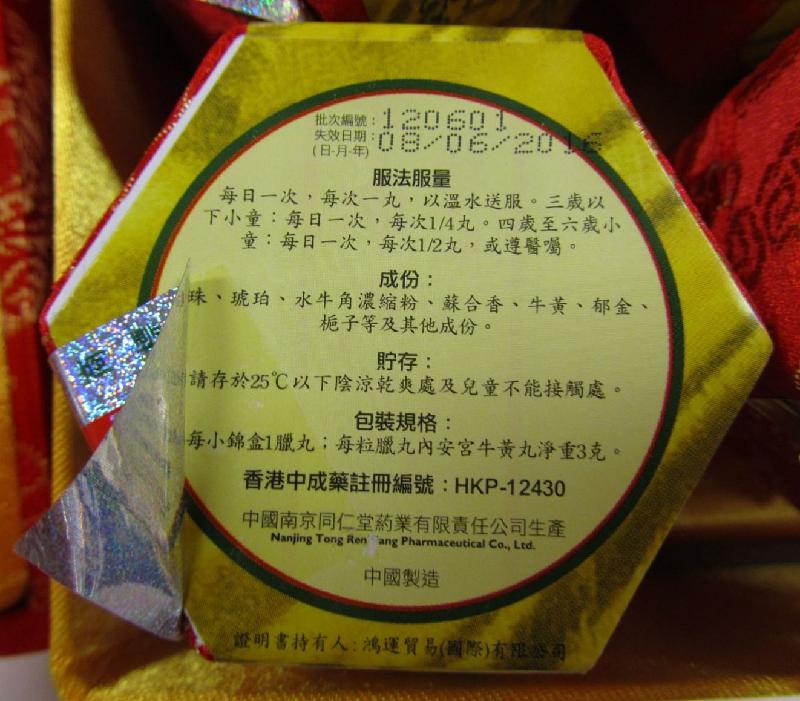 批次編號：120601
失效日期：08/06/2016
(日-月-年)
服法服量
每日一次，每次一丸，以溫水送服。三歲以
下小童：每日一次，每次1/4丸。四歲至六歲小
童：每日一次，每次1/2丸，或遵醫囑。
成份：
珠、琥珀、水牛角濃縮粉、蘇合香、牛黃、郁金、
梔子等及其他成份。
貯存：
請存於25℃以下陰涼乾爽處及兒童不能接觸處。
包裝規格：
每小錦盒1臘丸；每粒臘丸內安宮牛黃丸淨重3克。
香港中成藥註冊編號：HKP-12430
中國南京同仁堂药業有限責任公司生產
Nanjing Tong Ren Tang Pharmaceutical Co., Ltd.
中國製造
證明書持有人：鴻運貿易(國際)有限公司
商